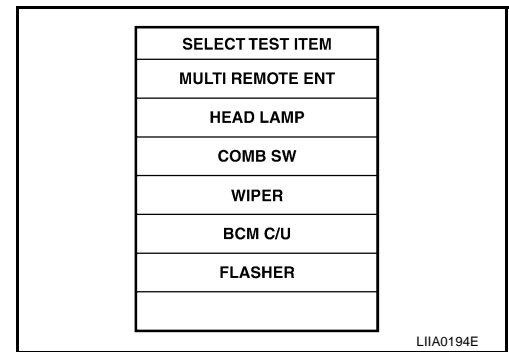 SELECT TEST ITEM
MULTI REMOTE ENT
HEAD LAMP
COMB SW
WIPER
BCM C/U
FLASHER
LIIA0194E